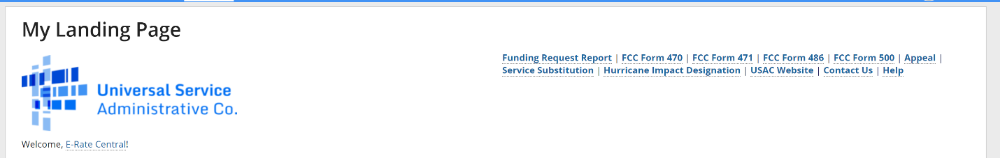 My Landing Page
Universal Service
Administrative Co.
Funding Request Report | FCC Form 470 | FCC Form 471 | FCC Form 486 | FCC Form 500 | Appeal |
Service Substitution | Hurricane Impact Designation | USAC Website | Contact Us | Help
Welcome, E-Rate Central!